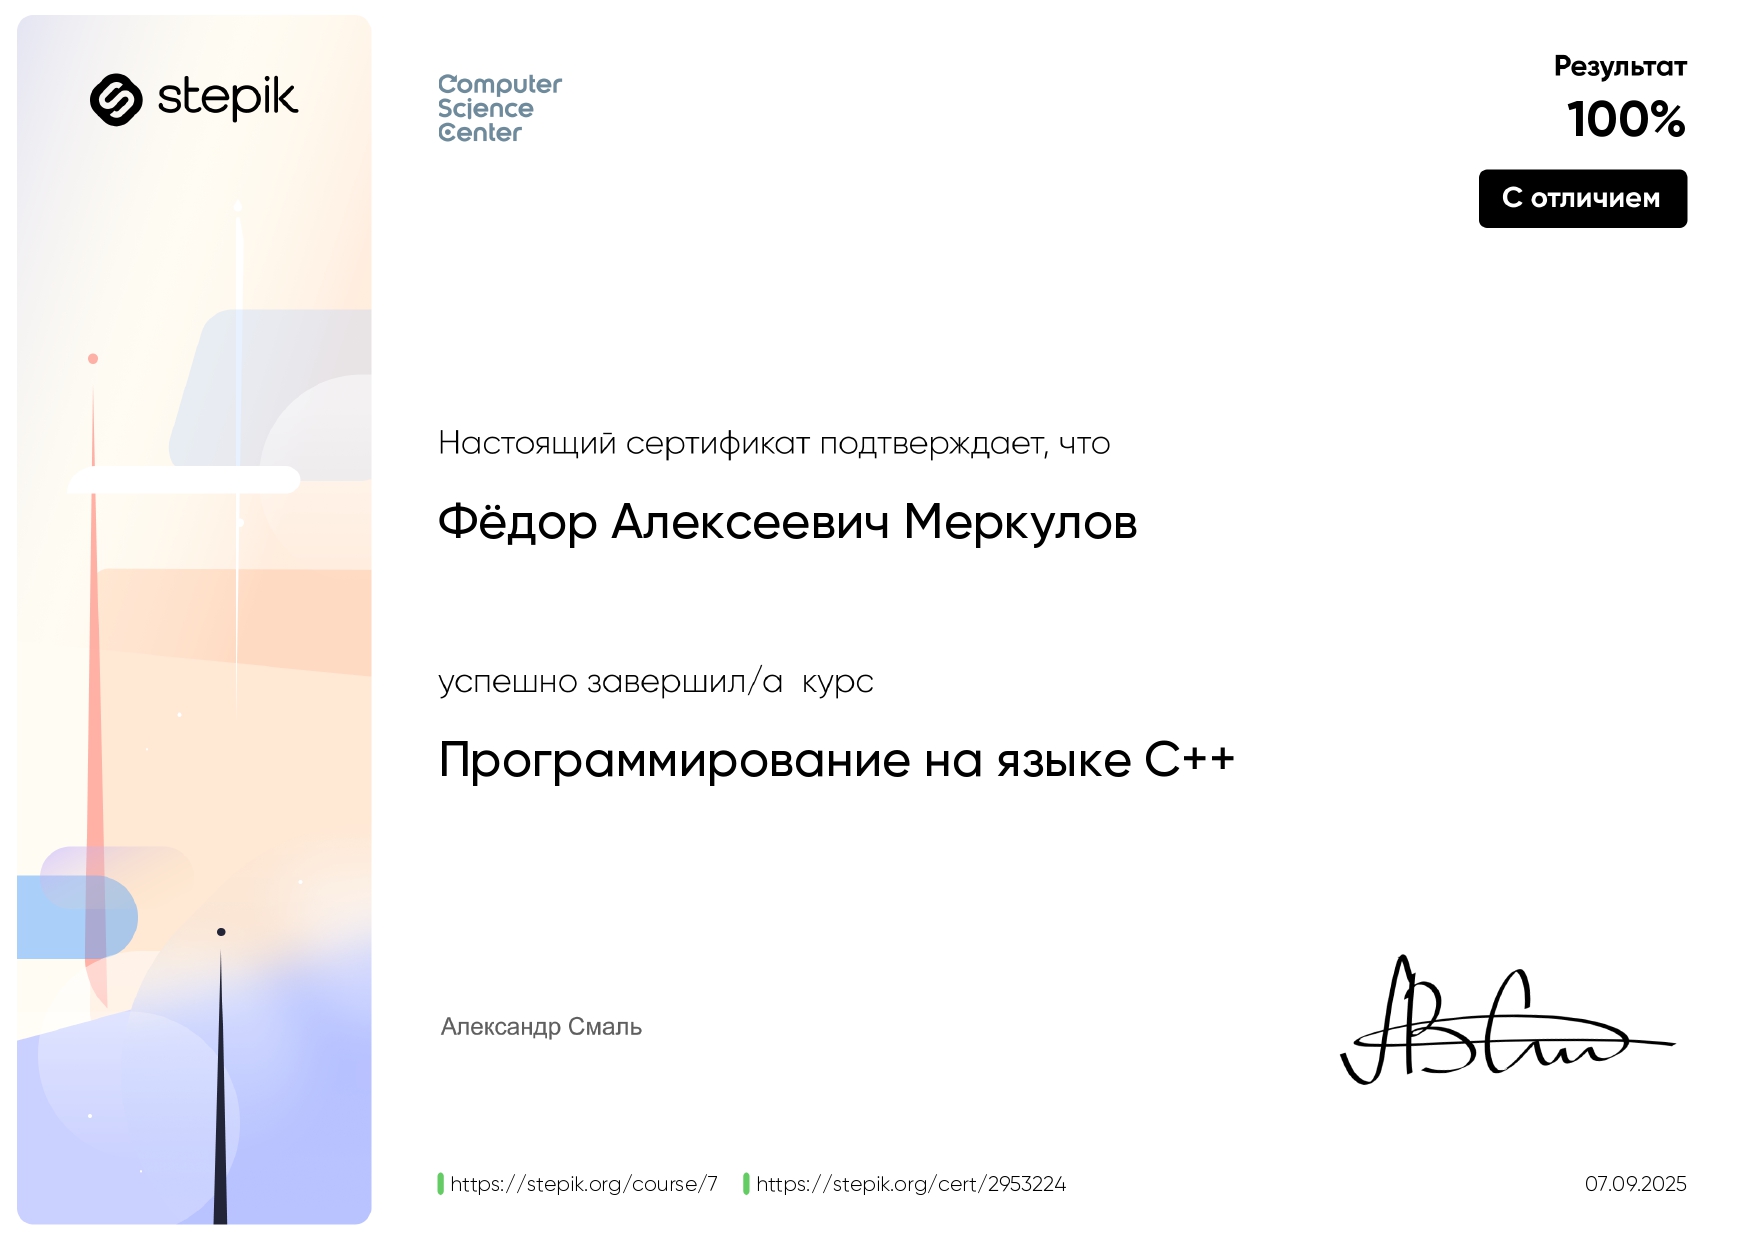 stepik
Computer
Science
Center
Результат
100%
С отличием
Настоящий сертификат подтверждает, что
Фёдор Алексеевич Меркулов
успешно завершил/а курс
Программирование на языке C++
Александр Смаль
https://stepik.org/course/7
https://stepik.org/cert/2953224
07.09.2025